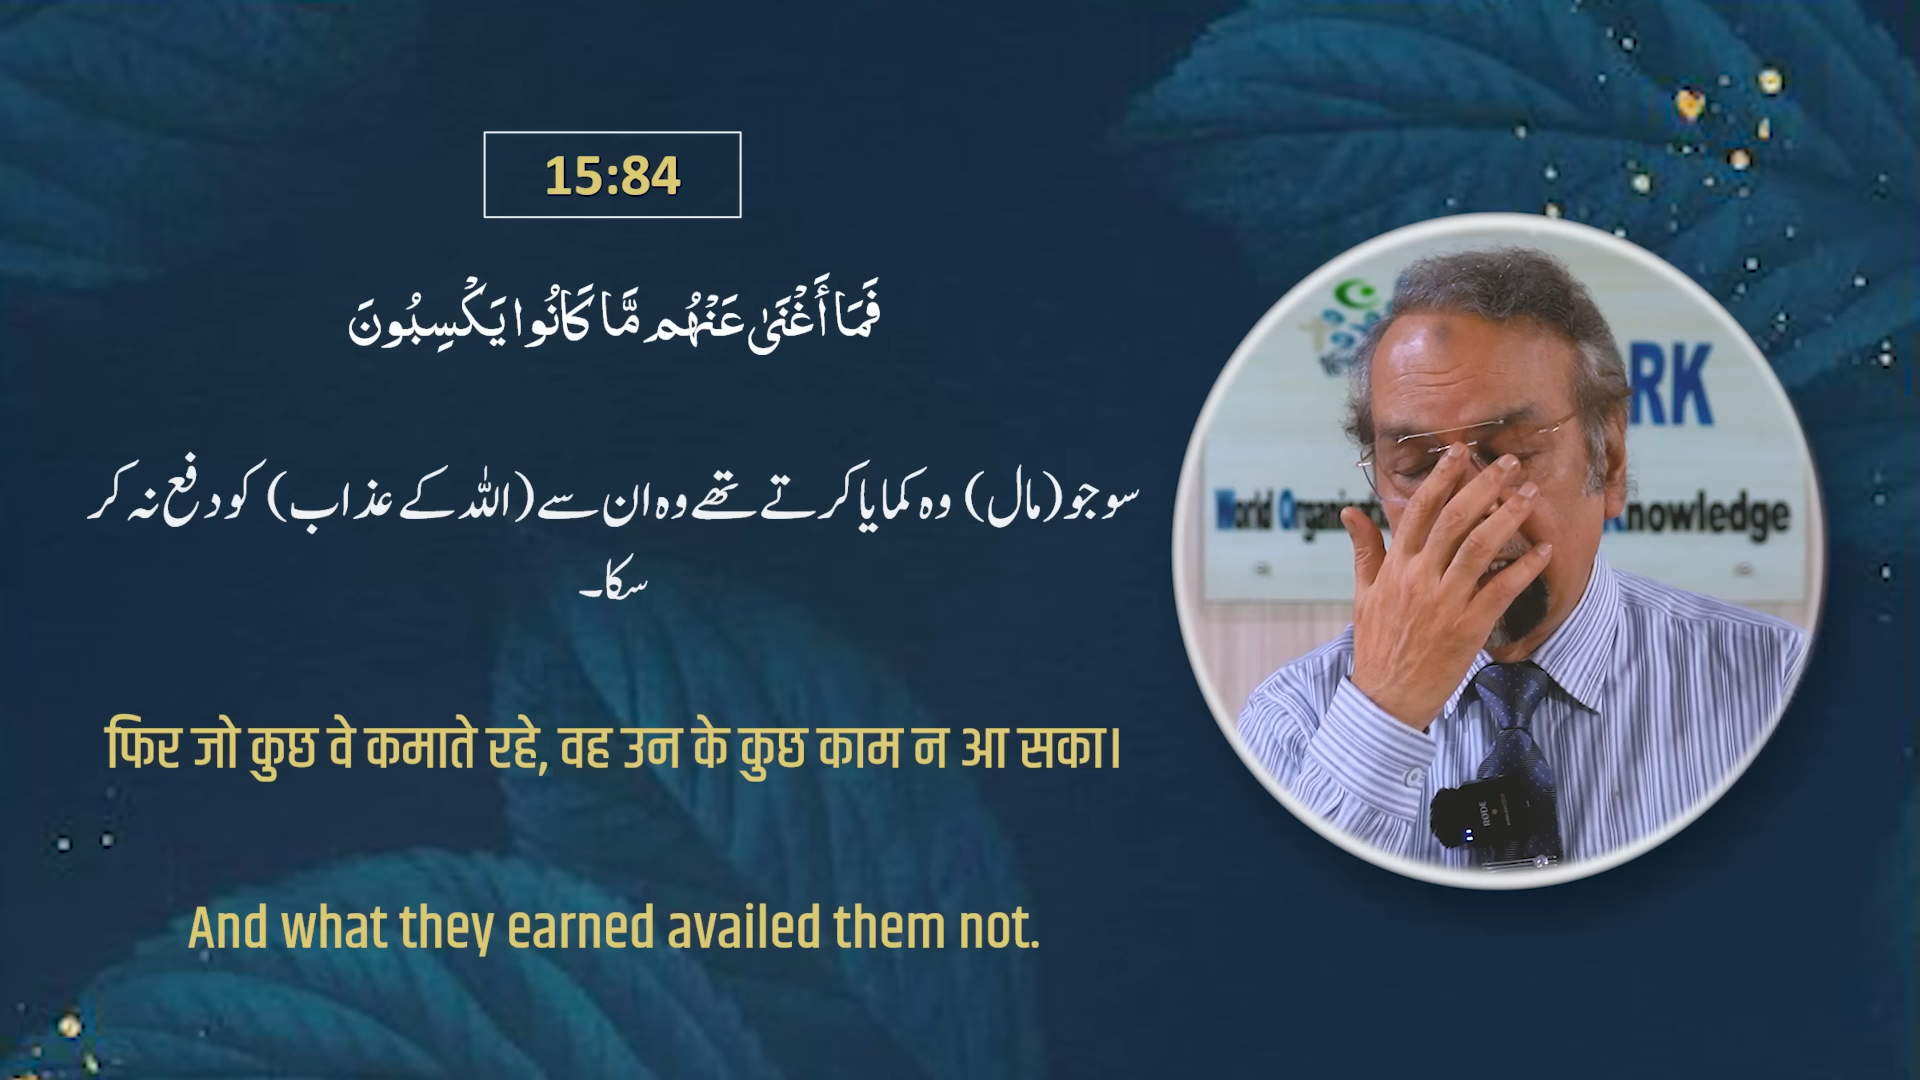 15:84
فَمَا أَغْنَىٰ عَنْهُم مَّا كَانُوا يَكْسِبُونَ
سو جو (مال) وہ کمایا کرتے تھے وہ ان سے (اللہ کے عذاب) کو دفع نہ کر
سکا۔
फिर जो कुछ वे कमाते रहे, वह उन के कुछ काम न आ सका।
And what they earned availed them not.
RK
World Knowledge
RODE